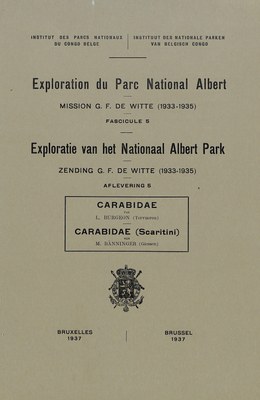 INSTITUT DES PARCS NATIONAUX
DU CONGO BELGE
INSTITUUT DER NATIONALE PARKEN
VAN BELGISCH CONGO
Exploration du Parc National Albert
MISSION G. F. DE WITTE (1933-1935)
FASCICULE 5
Exploratie van het Nationaal Albert Park
ZENDING G. F. DE WITTE (1933-1935)
AFLEVERING 5
CARABIDAE
PAR
L. BURGEON (Tervueren)
CARABIDAE (Scaritini)
VON
M. BÄNNINGER (Giessen)
BRUXELLES
1937
BRUSSEL
1937